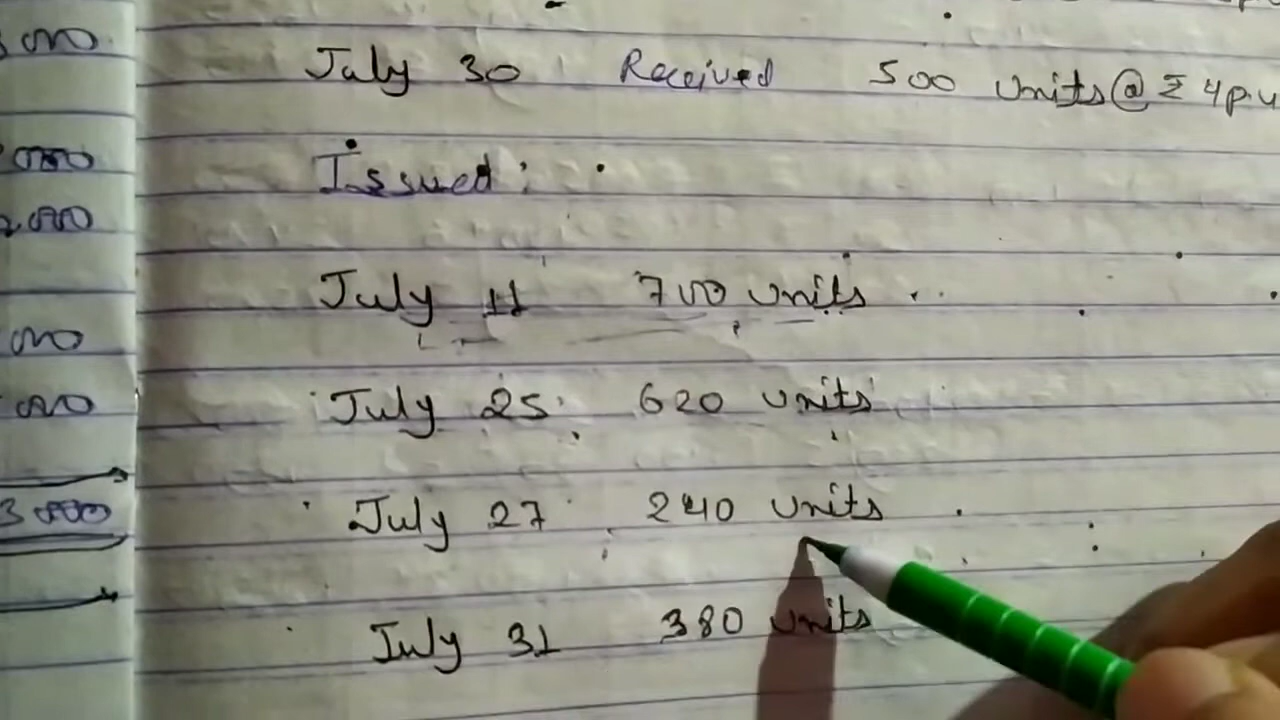 July 30 Received 500 Units @ ₹ 4 p.u
Issued:
July 11 700 units
July 25 620 units
July 27 240 units
July 31 380 units